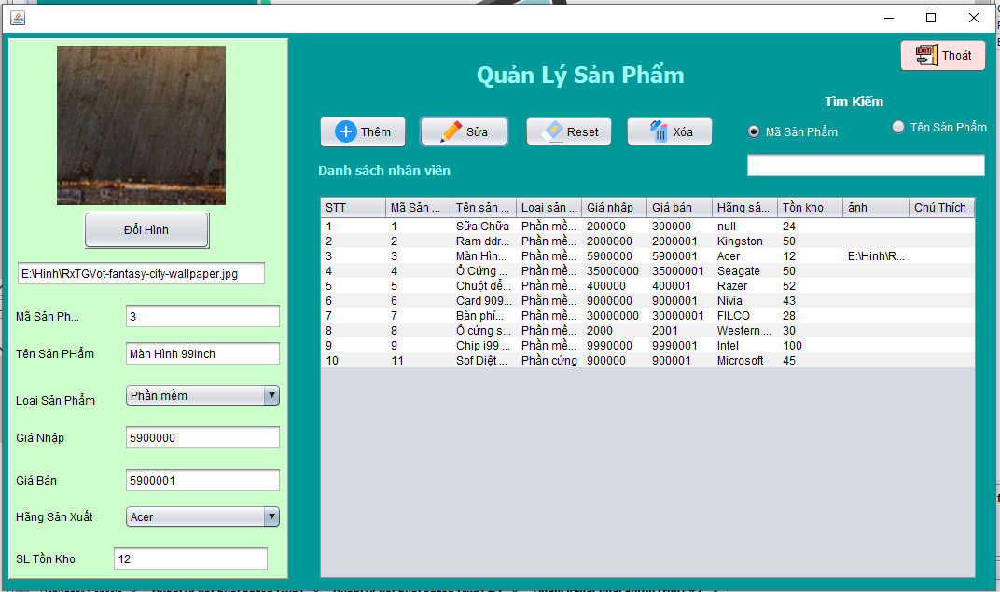 Thoát
Quản Lý Sản Phẩm
Tìm Kiếm
Thêm
Sửa
Reset
Xóa
Mã Sản Phẩm
Tên Sản Phẩm
Danh sách nhân viên
Đổi Hình
E:\Hinh\RxTGVot-fantasy-city-wallpaper.jpg
Mã Sản Ph... 3
Tên Sản PHẩm Màn Hình 99inch
Loại Sản Phẩm Phần mềm
Giá Nhập 5900000
Giá Bán 5900001
Hãng Sản Xuất Acer
SL Tồn Kho 12
STT Mã Sản ... Tên sản ... Loại sản ... Giá nhập Giá bán Hãng sả... Tồn kho ảnh Chú Thích
1 1 Sữa Chữa Phần mề... 200000 300000 null 24
2 2 Ram ddr... Phần mề... 2000000 2000001 Kingston 50
3 3 Màn Hìn... Phần mề... 5900000 5900001 Acer 12 E:\Hinh\R...
4 4 Ổ Cứng ... Phần mề... 35000000 35000001 Seagate 50
5 5 Chuột để... Phần mề... 400000 400001 Razer 52
6 6 Card 909... Phần mề... 9000000 9000001 Nivia 43
7 7 Bàn phí... Phần mề... 30000000 30000001 FILCO 28
8 8 Ổ cứng s... Phần mề... 2000 2001 Western ... 30
9 9 Chip i99 ... Phần mề... 9990000 9990001 Intel 100
10 11 Sof Diệt ... Phần cứng 900000 900001 Microsoft 45